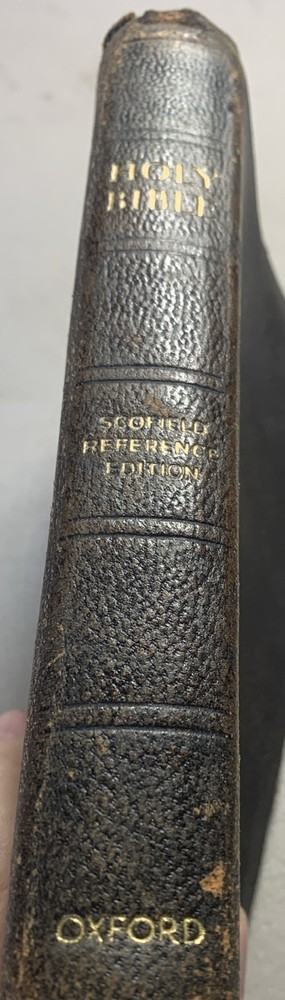 HOLY
BIBLE
SCOFIELD
REFERENCE
EDITION
OXFORD